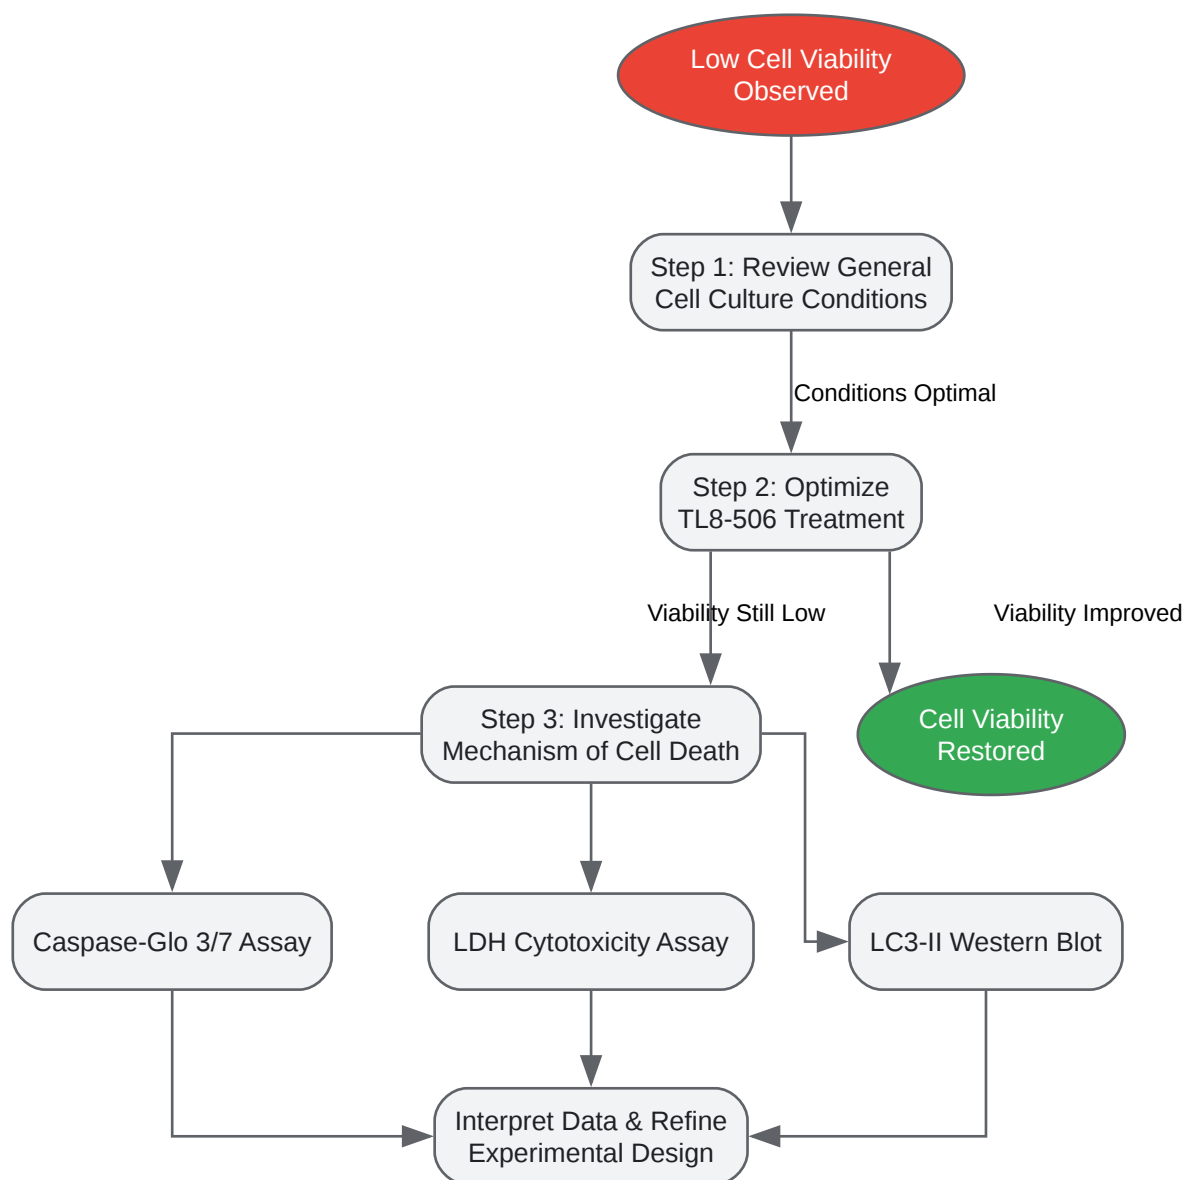 Low Cell Viability
Observed
Step 1: Review General
Cell Culture Conditions
Conditions Optimal
Step 2: Optimize
TL8-506 Treatment
Viability Still Low
Viability Improved
Step 3: Investigate
Mechanism of Cell Death
Cell Viability
Restored
Caspase-Glo 3/7 Assay
LDH Cytotoxicity Assay
LC3-II Western Blot
Interpret Data & Refine
Experimental Design